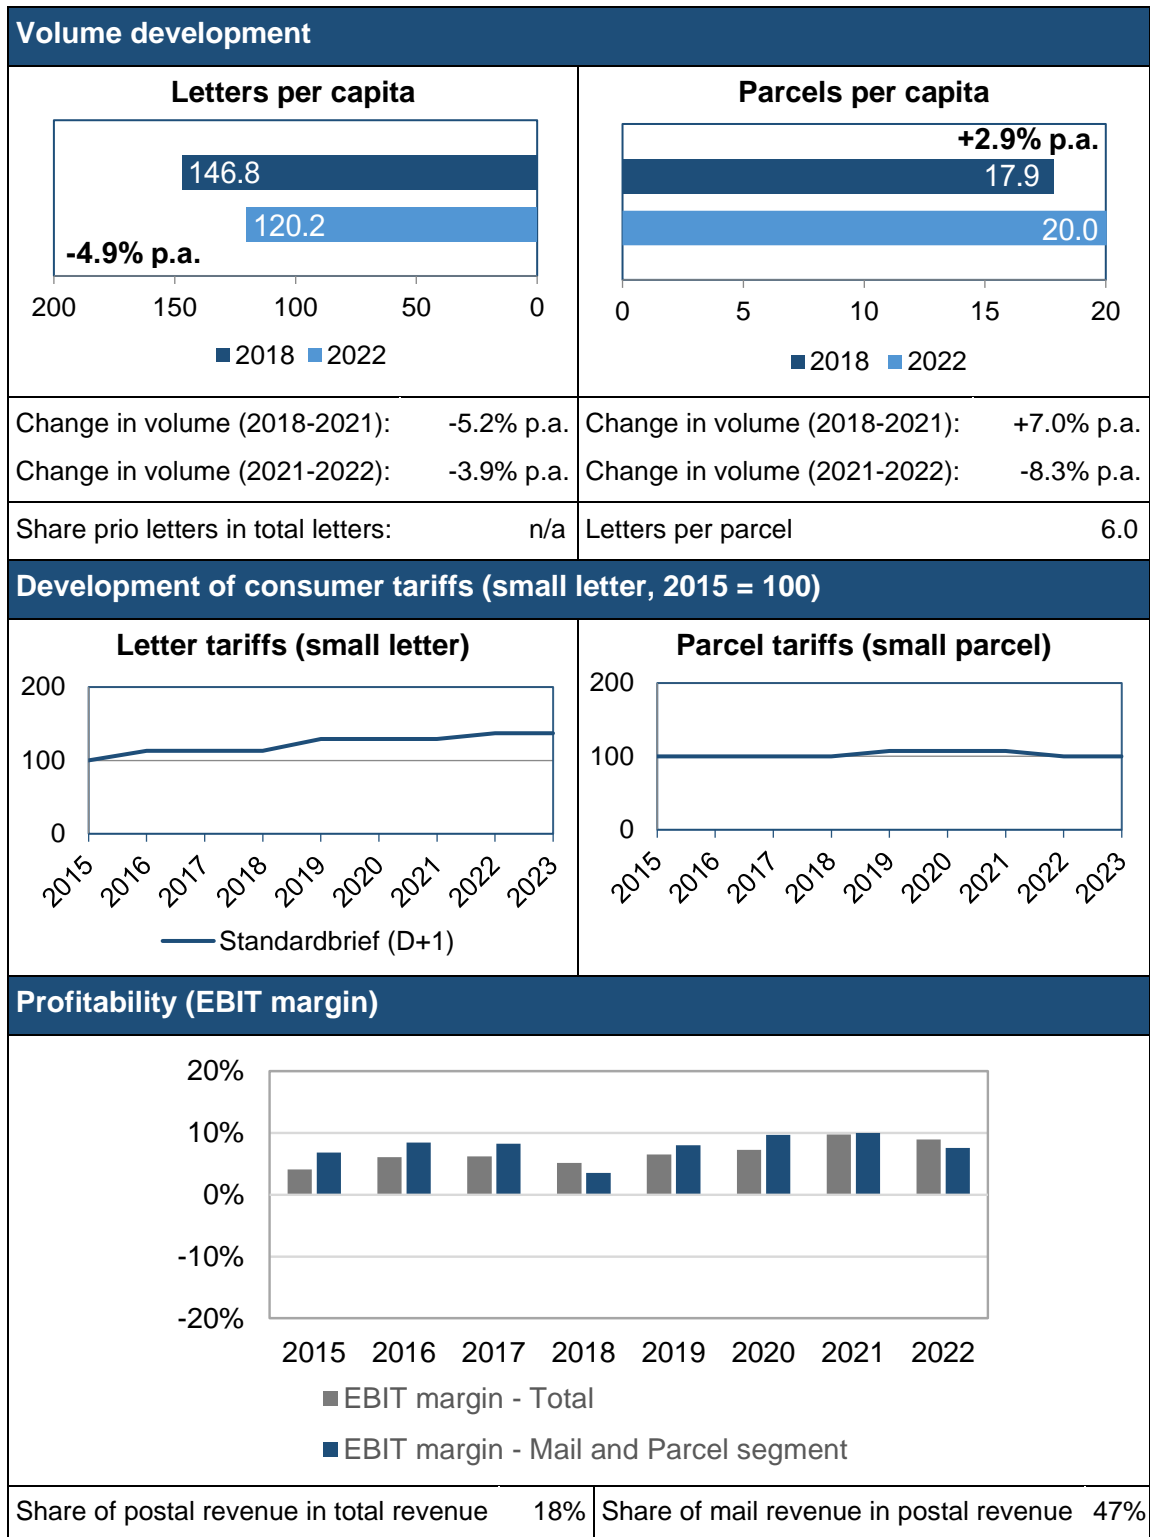 Volume development
Letters per capita
146.8
120.2
-4.9% p.a.
200 150 100 50 0
2018 2022
Parcels per capita
+2.9% p.a.
17.9
20.0
0 5 10 15 20
2018 2022
Change in volume (2018-2021): -5.2% p.a.
Change in volume (2021-2022): -3.9% p.a.
Change in volume (2018-2021): +7.0% p.a.
Change in volume (2021-2022): -8.3% p.a.
Share prio letters in total letters: n/a
Letters per parcel 6.0
Development of consumer tariffs (small letter, 2015 = 100)
Letter tariffs (small letter)
200
100
0
2015 2016 2017 2018 2019 2020 2021 2022 2023
Standardbrief (D+1)
Parcel tariffs (small parcel)
200
100
0
2015 2016 2017 2018 2019 2020 2021 2022 2023
Profitability (EBIT margin)
20%
10%
0%
-10%
-20%
2015 2016 2017 2018 2019 2020 2021 2022
EBIT margin - Total
EBIT margin - Mail and Parcel segment
Share of postal revenue in total revenue 18%
Share of mail revenue in postal revenue 47%